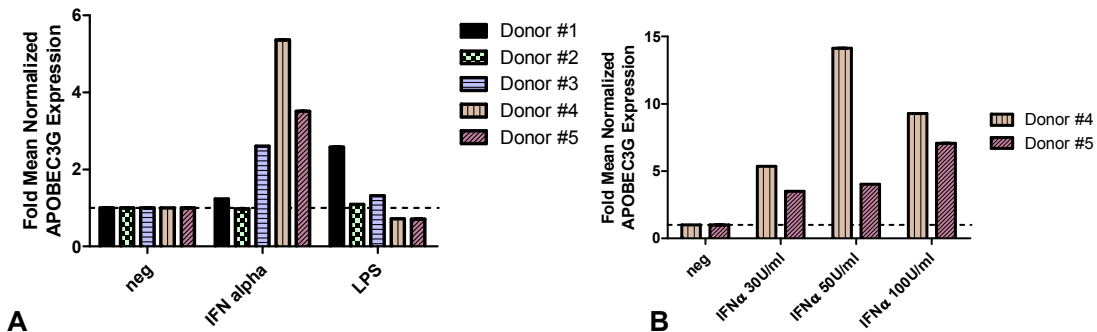 Fold Mean Normalized
APOBEC3G Expression
6
4
2
0
neg
IFN alpha
LPS
Donor #1
Donor #2
Donor #3
Donor #4
Donor #5
A
Fold Mean Normalized
APOBEC3G Expression
15
10
5
0
neg
IFNα 30U/ml
IFNα 50U/ml
IFNα 100U/ml
Donor #4
Donor #5
B